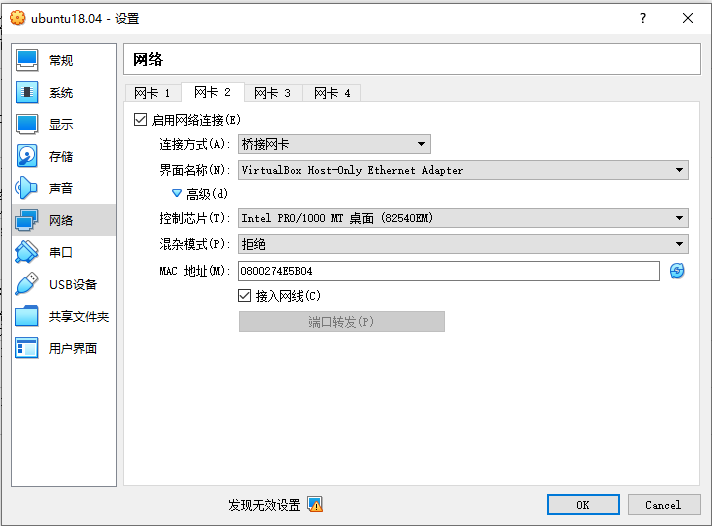 ubuntu18.04 - 设置
?
常规
系统
显示
存储
声音
网络
串口
USB设备
共享文件夹
用户界面
网络
网卡 1 网卡 2 网卡 3 网卡 4
启用网络连接(E)
连接方式(A): 桥接网卡
界面名称(N): VirtualBox Host-Only Ethernet Adapter
高级(d)
控制芯片(T): Intel PRO/1000 MT 桌面 (82540EM)
混杂模式(P): 拒绝
MAC 地址(M): 0800274E5B04
接入网线(C)
端口转发(P)
发现无效设置
OK Cancel